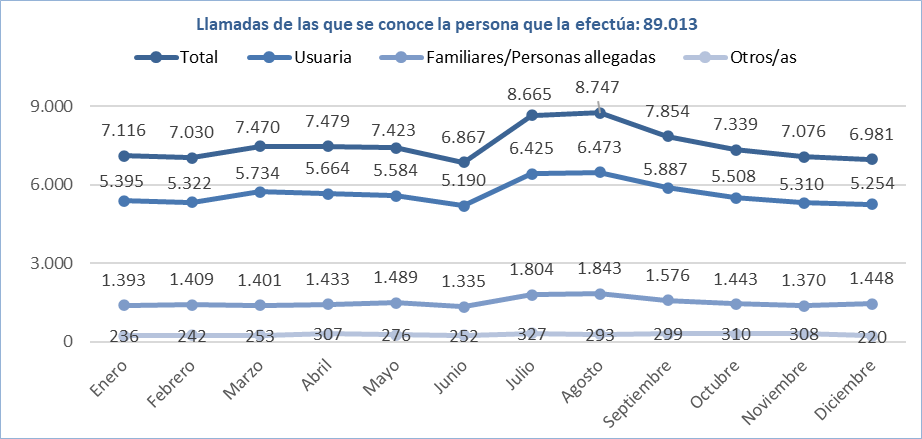 Llamadas de las que se conoce la persona que la efectúa: 89.013
Total Usuaria Familiares/Personas allegadas Otros/as
9.000
6.000
3.000
0
7.116 7.030 7.470 7.479 7.423 6.867 8.665 8.747 7.854 7.339 7.076 6.981
5.395 5.322 5.734 5.664 5.584 5.190 6.425 6.473 5.887 5.508 5.310 5.254
1.393 1.409 1.401 1.433 1.489 1.335 1.804 1.843 1.576 1.443 1.370 1.448
236 242 253 307 276 252 327 293 299 310 308 220
Enero Febrero Marzo Abril Mayo Junio Julio Agosto Septiembre Octubre Noviembre Diciembre